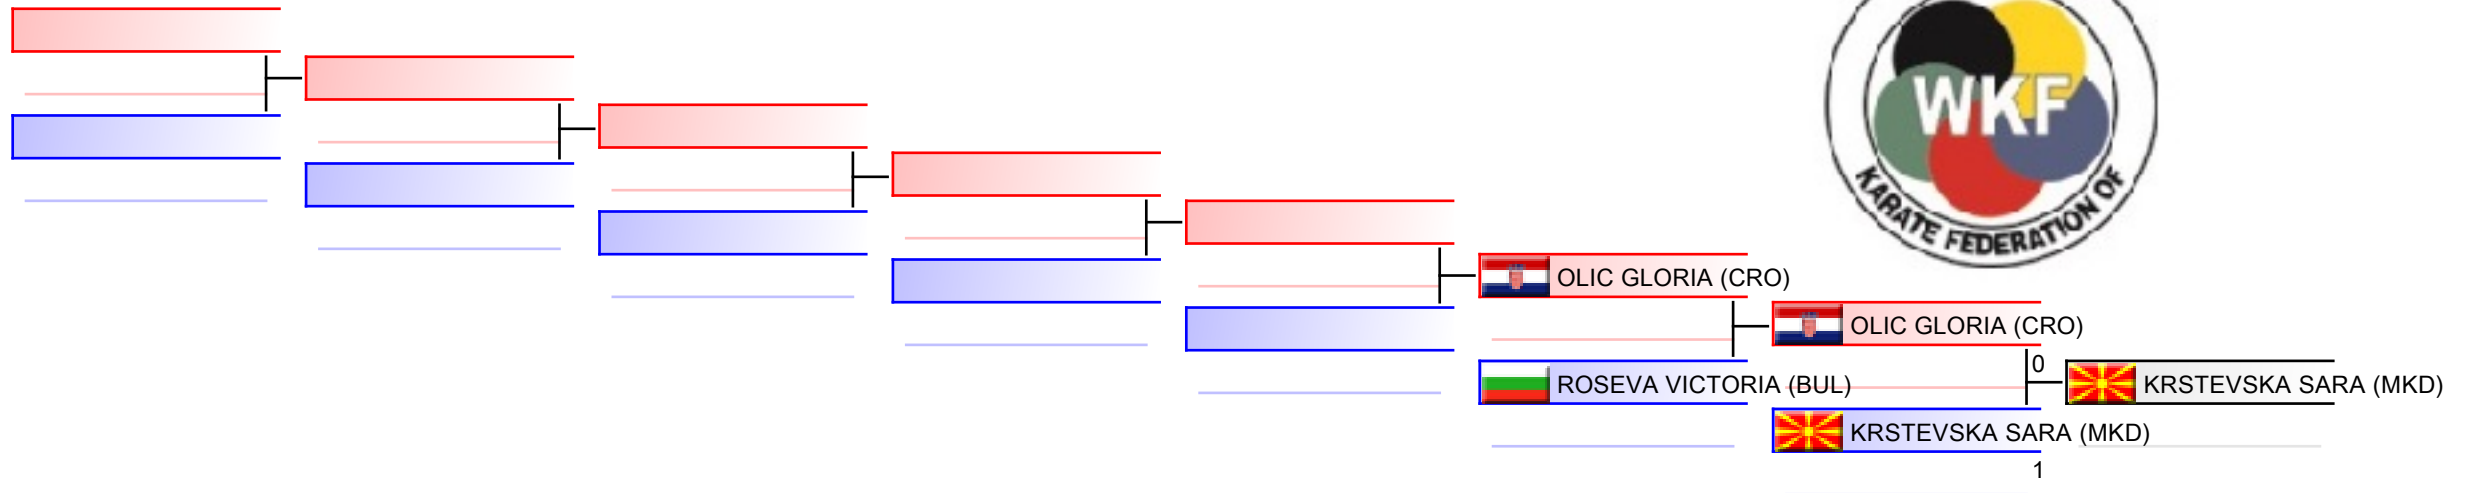 WKF
KARATE FEDERATION OF
OLIC GLORIA (CRO)
OLIC GLORIA (CRO)
0
ROSEVA VICTORIA (BUL)
KRSTEVSKA SARA (MKD)
KRSTEVSKA SARA (MKD)
1